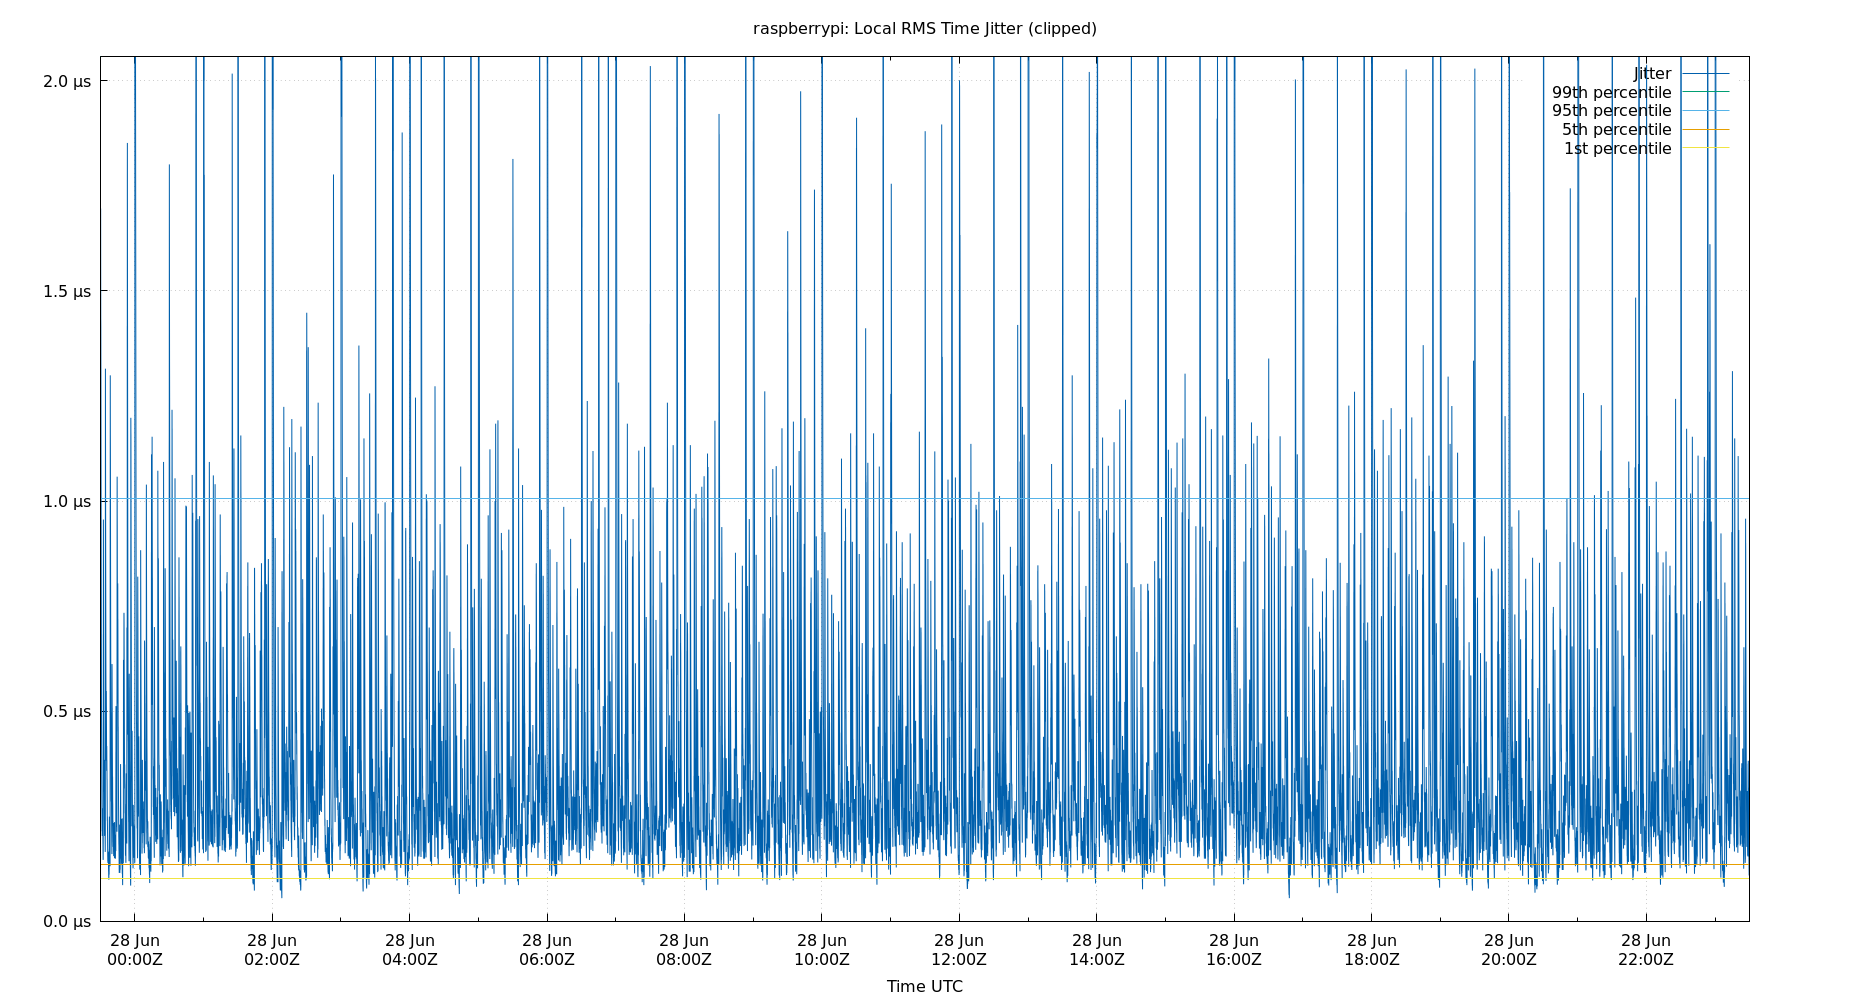 raspberrypi: Local RMS Time Jitter (clipped)
2.0 μs
1.5 μs
1.0 μs
0.5 μs
0.0 μs
Jitter
99th percentile
95th percentile
5th percentile
1st percentile
28 Jun 28 Jun 28 Jun 28 Jun 28 Jun 28 Jun 28 Jun 28 Jun 28 Jun 28 Jun 28 Jun 28 Jun
00:00Z 02:00Z 04:00Z 06:00Z 08:00Z 10:00Z 12:00Z 14:00Z 16:00Z 18:00Z 20:00Z 22:00Z
Time UTC